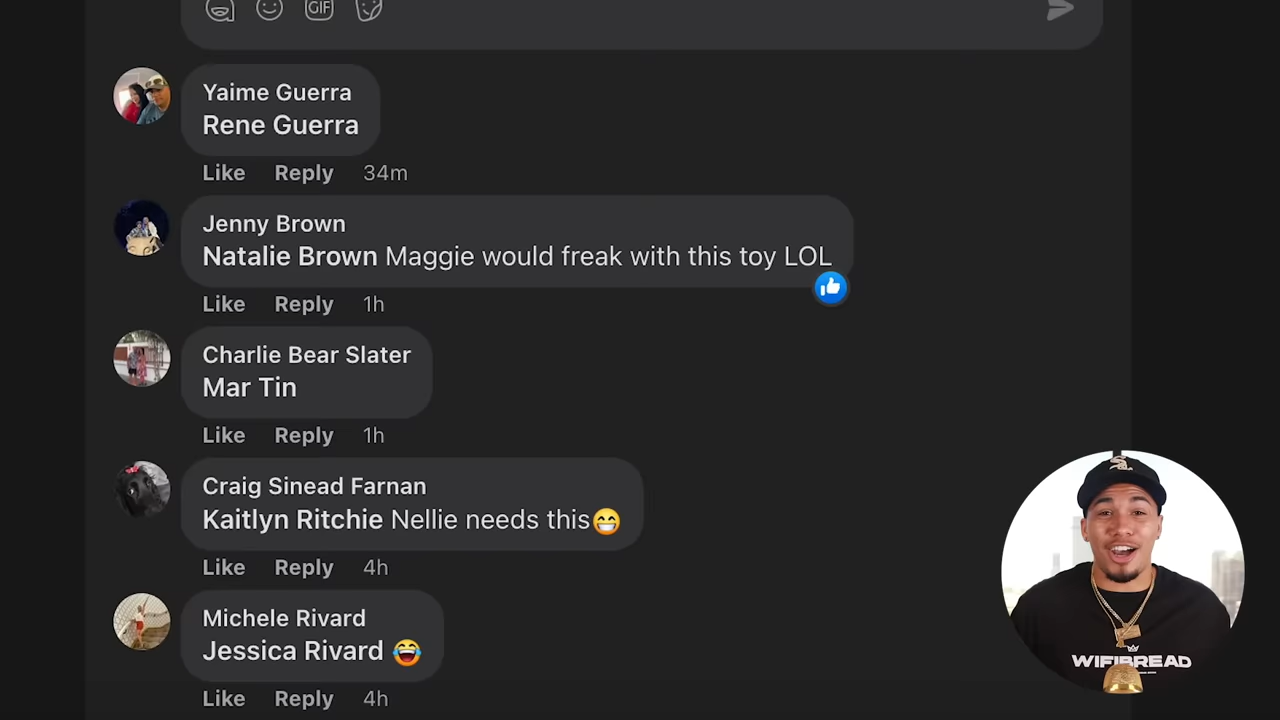 GIF
Yaime Guerra
Rene Guerra
Like Reply 34m
Jenny Brown
Natalie Brown Maggie would freak with this toy LOL
Like Reply 1h
Charlie Bear Slater
Mar Tin
Like Reply 1h
Craig Sinead Farnan
Kaitlyn Ritchie Nellie needs this😁
Like Reply 4h
Michele Rivard
Jessica Rivard 😂
Like Reply 4h
WIFIBREAD